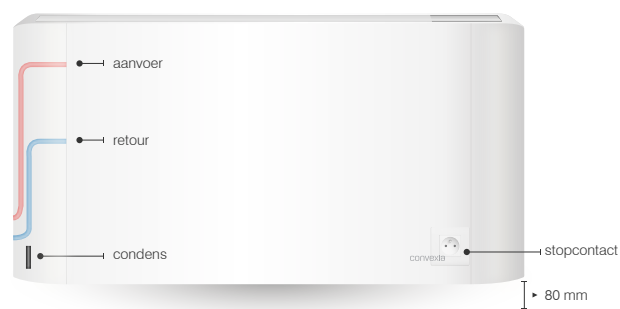 aanvoer
retour
condens
convexia
stopcontact
80 mm